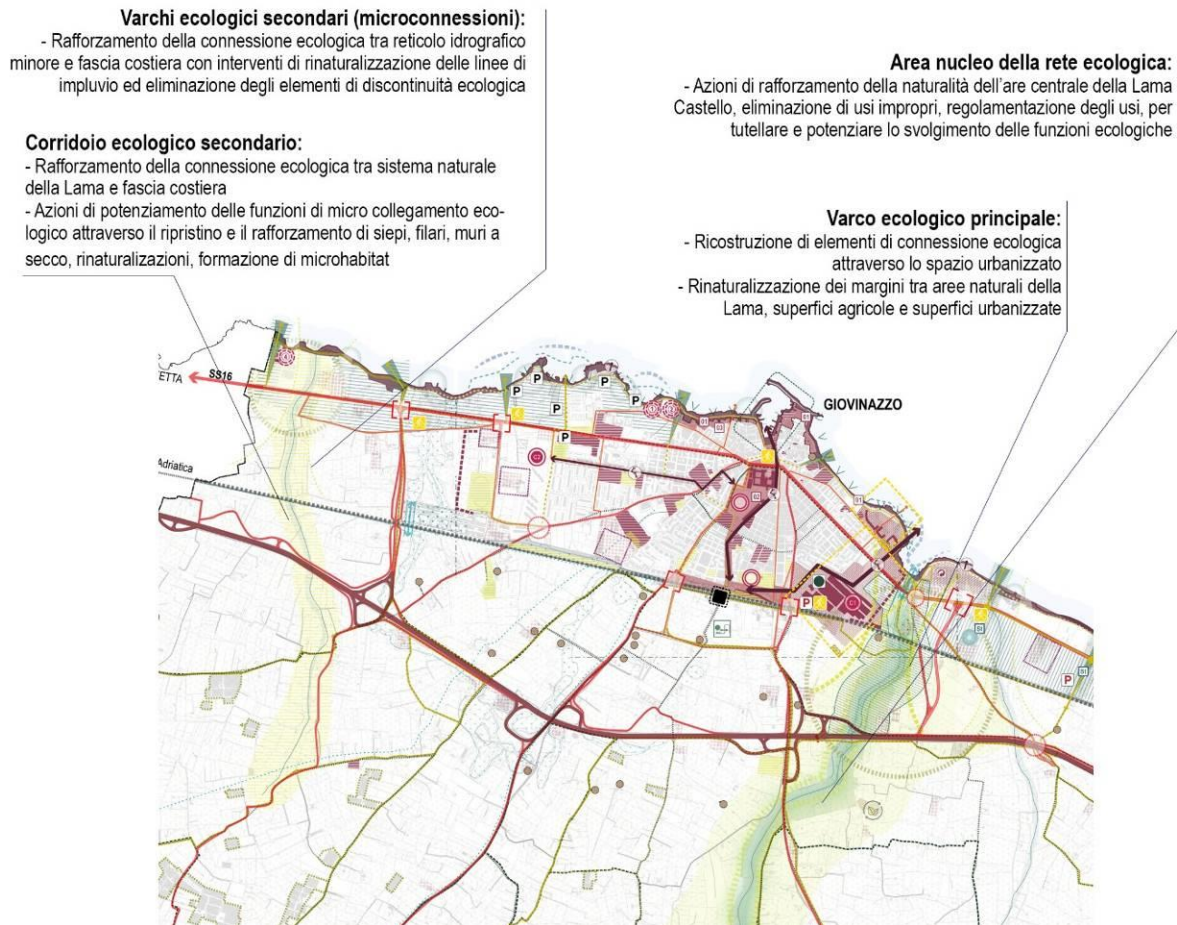 Varchi ecologici secondari (microconnessioni):
- Rafforzamento della connessione ecologica tra reticolo idrografico
minore e fascia costiera con interventi di rinaturalizzazione delle linee di
impluvio ed eliminazione degli elementi di discontinuità ecologica
Area nucleo della rete ecologica:
- Azioni di rafforzamento della naturalità dell'are centrale della Lama
Castello, eliminazione di usi impropri, regolamentazione degli usi, per
tutellare e potenziare lo svolgimento delle funzioni ecologiche
Corridoio ecologico secondario:
- Rafforzamento della connessione ecologica tra sistema naturale
della Lama e fascia costiera
- Azioni di potenziamento delle funzioni di micro collegamento eco-
logico attraverso il ripristino e il rafforzamento di siepi, filari, muri a
secco, rinaturalizazioni, formazione di microhabitat
Varco ecologico principale:
- Ricostruzione di elementi di connessione ecologica
attraverso lo spazio urbanizzato
- Rinaturalizzazione dei margini tra aree naturali della
Lama, superfici agricole e superfici urbanizzate
ETTA
SS16
P
P
P
P
P
P
GIOVINAZZO
Adriatica
P
P